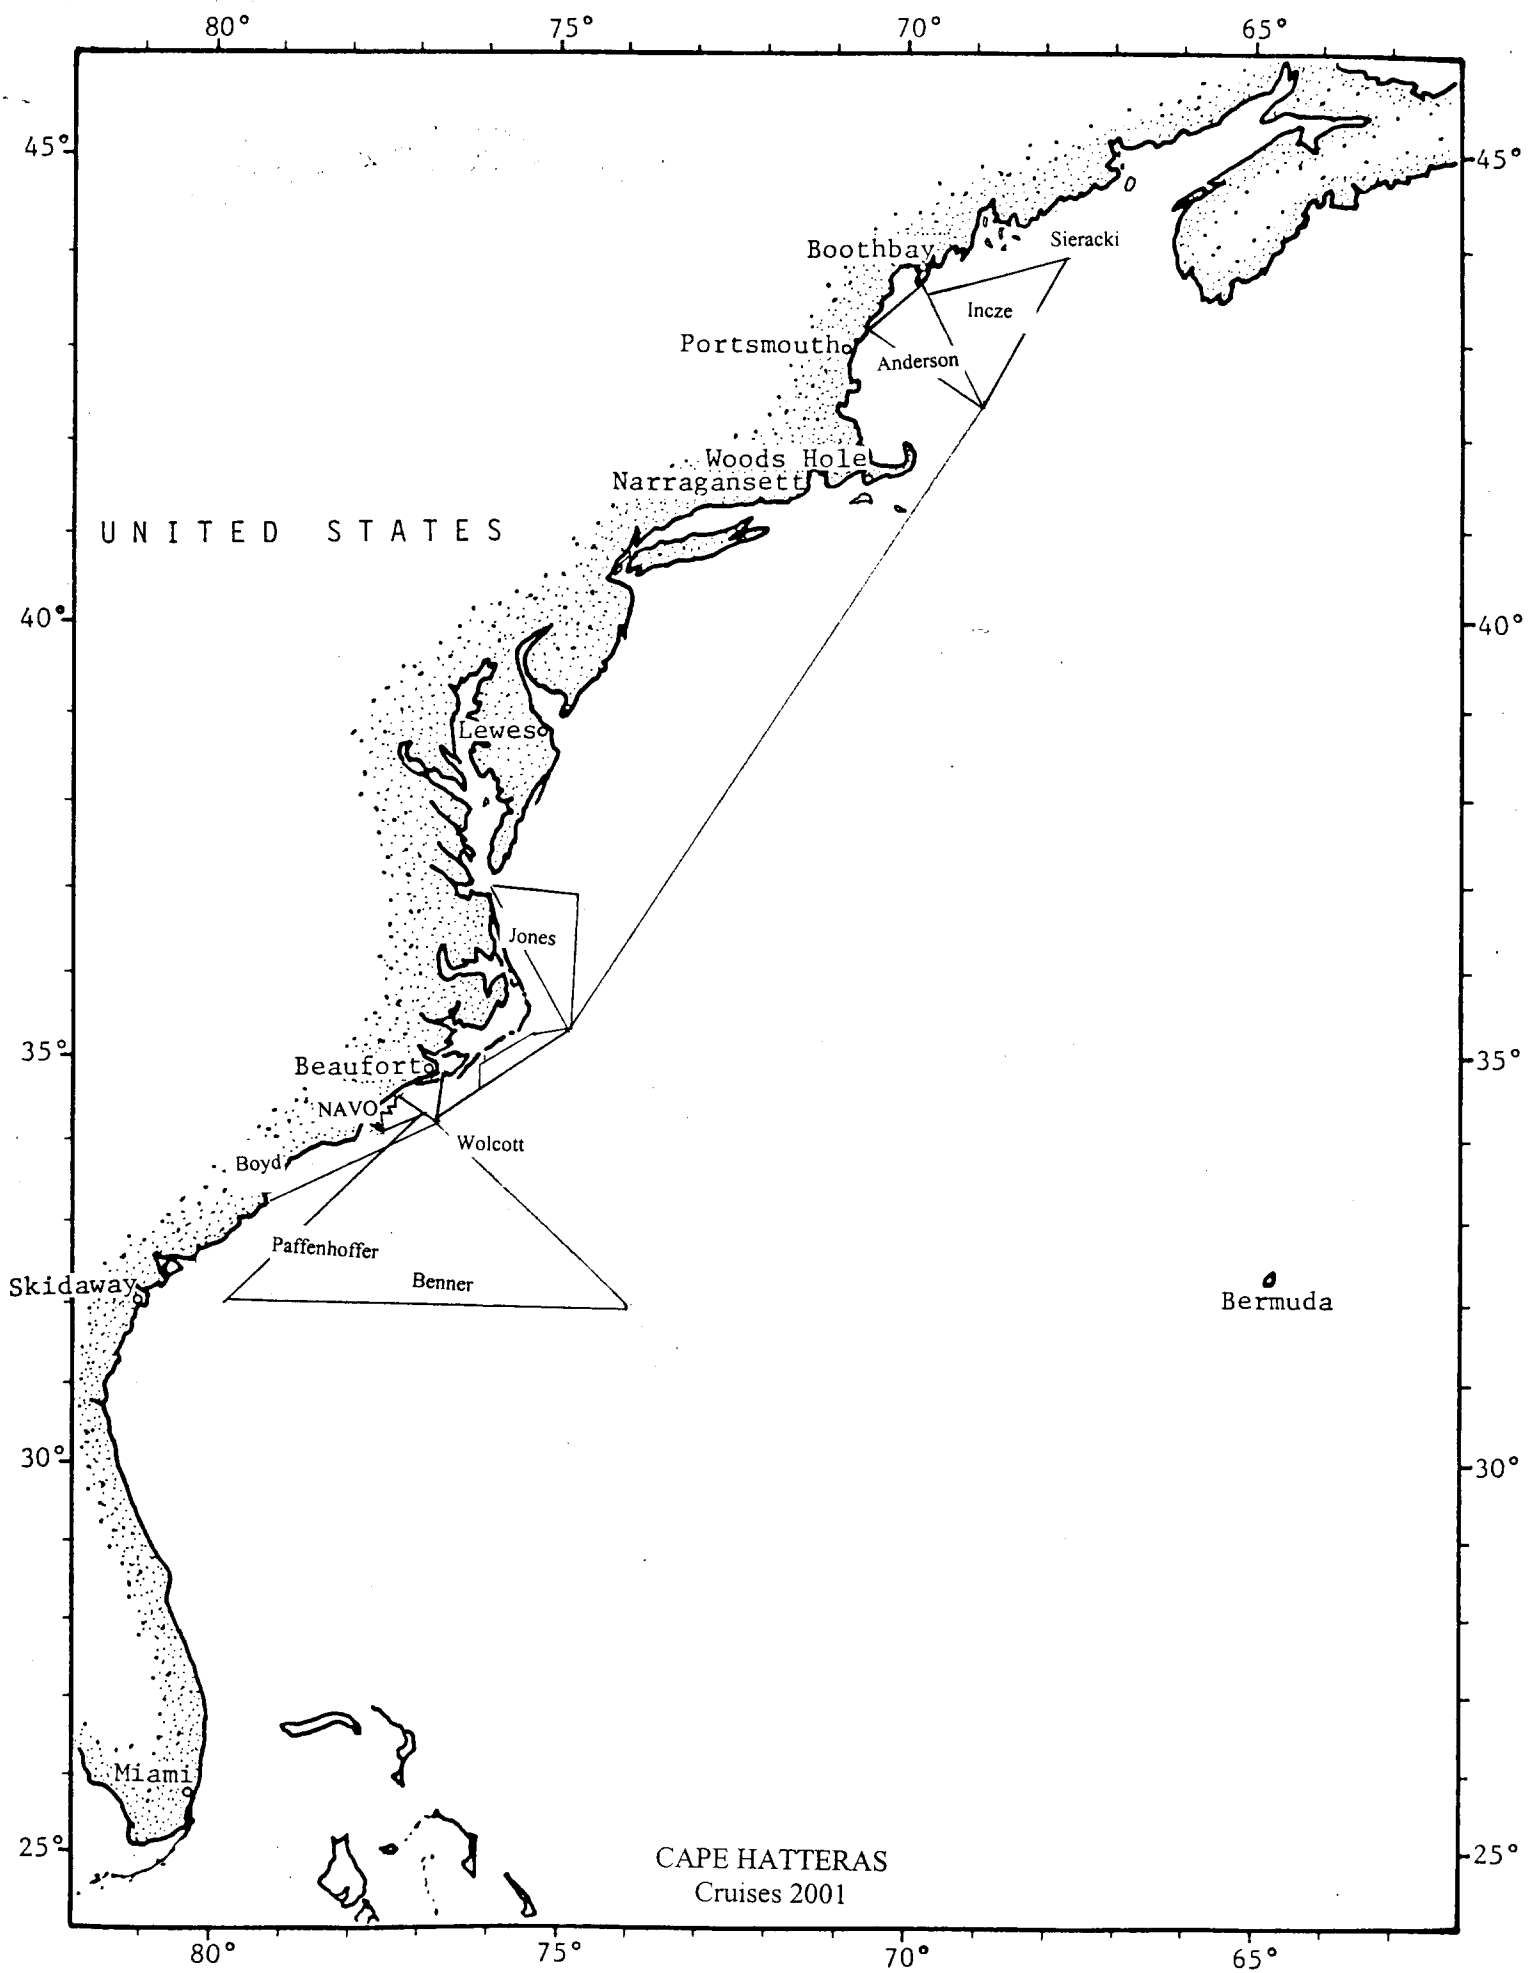 80° 75° 70° 65°
45° 45°
Sieracki
Boothbay
Incze
Portsmouth
Anderson
Woods Hole
Narragansett
UNITED STATES
40° 40°
Lewes
Jones
35° 35°
Beaufort
NAVO
Wolcott
Boyd
Paffenhoffer
Benner
Skidaway
Bermuda
30° 30°
Miami
25° 25°
CAPE HATTERAS
Cruises 2001
80° 75° 70° 65°